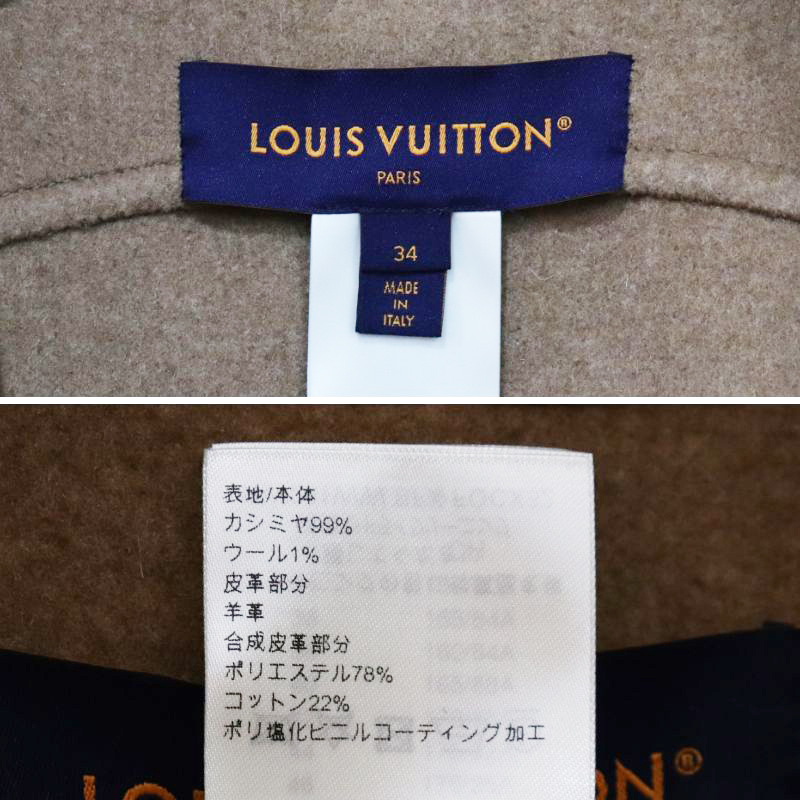 LOUIS VUITTON®
PARIS
34
MADE
IN
ITALY
表地/本体
カシミヤ99%
ウール1%
皮革部分
羊革
合成皮革部分
ポリエステル78%
コットン22%
ポリ塩化ビニルコーティング加工
LOU
TON®